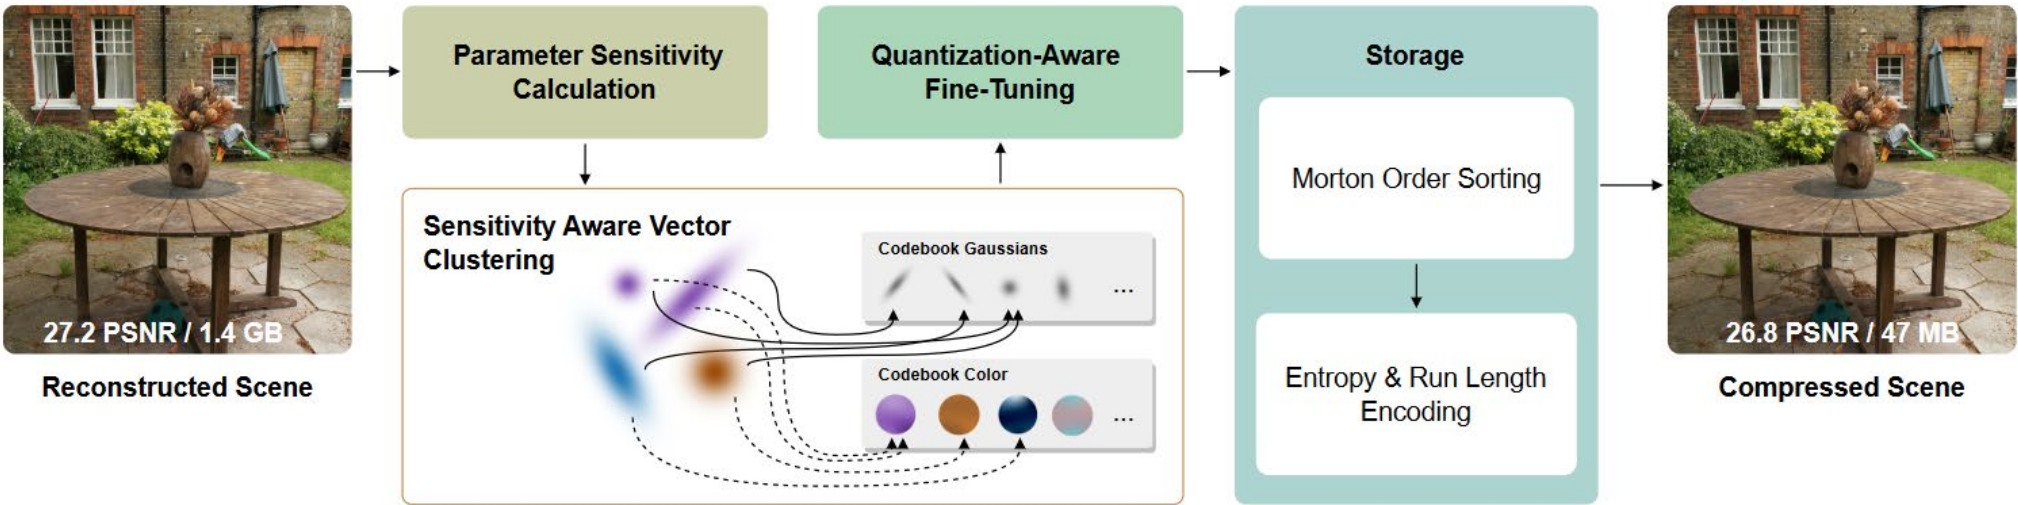 27.2 PSNR / 1.4 GB
Reconstructed Scene
Parameter Sensitivity
Calculation
Sensitivity Aware Vector
Clustering
Codebook Gaussians
...
Codebook Color
...
Quantization-Aware
Fine-Tuning
Storage
Morton Order Sorting
Entropy & Run Length
Encoding
26.8 PSNR / 47 MB
Compressed Scene